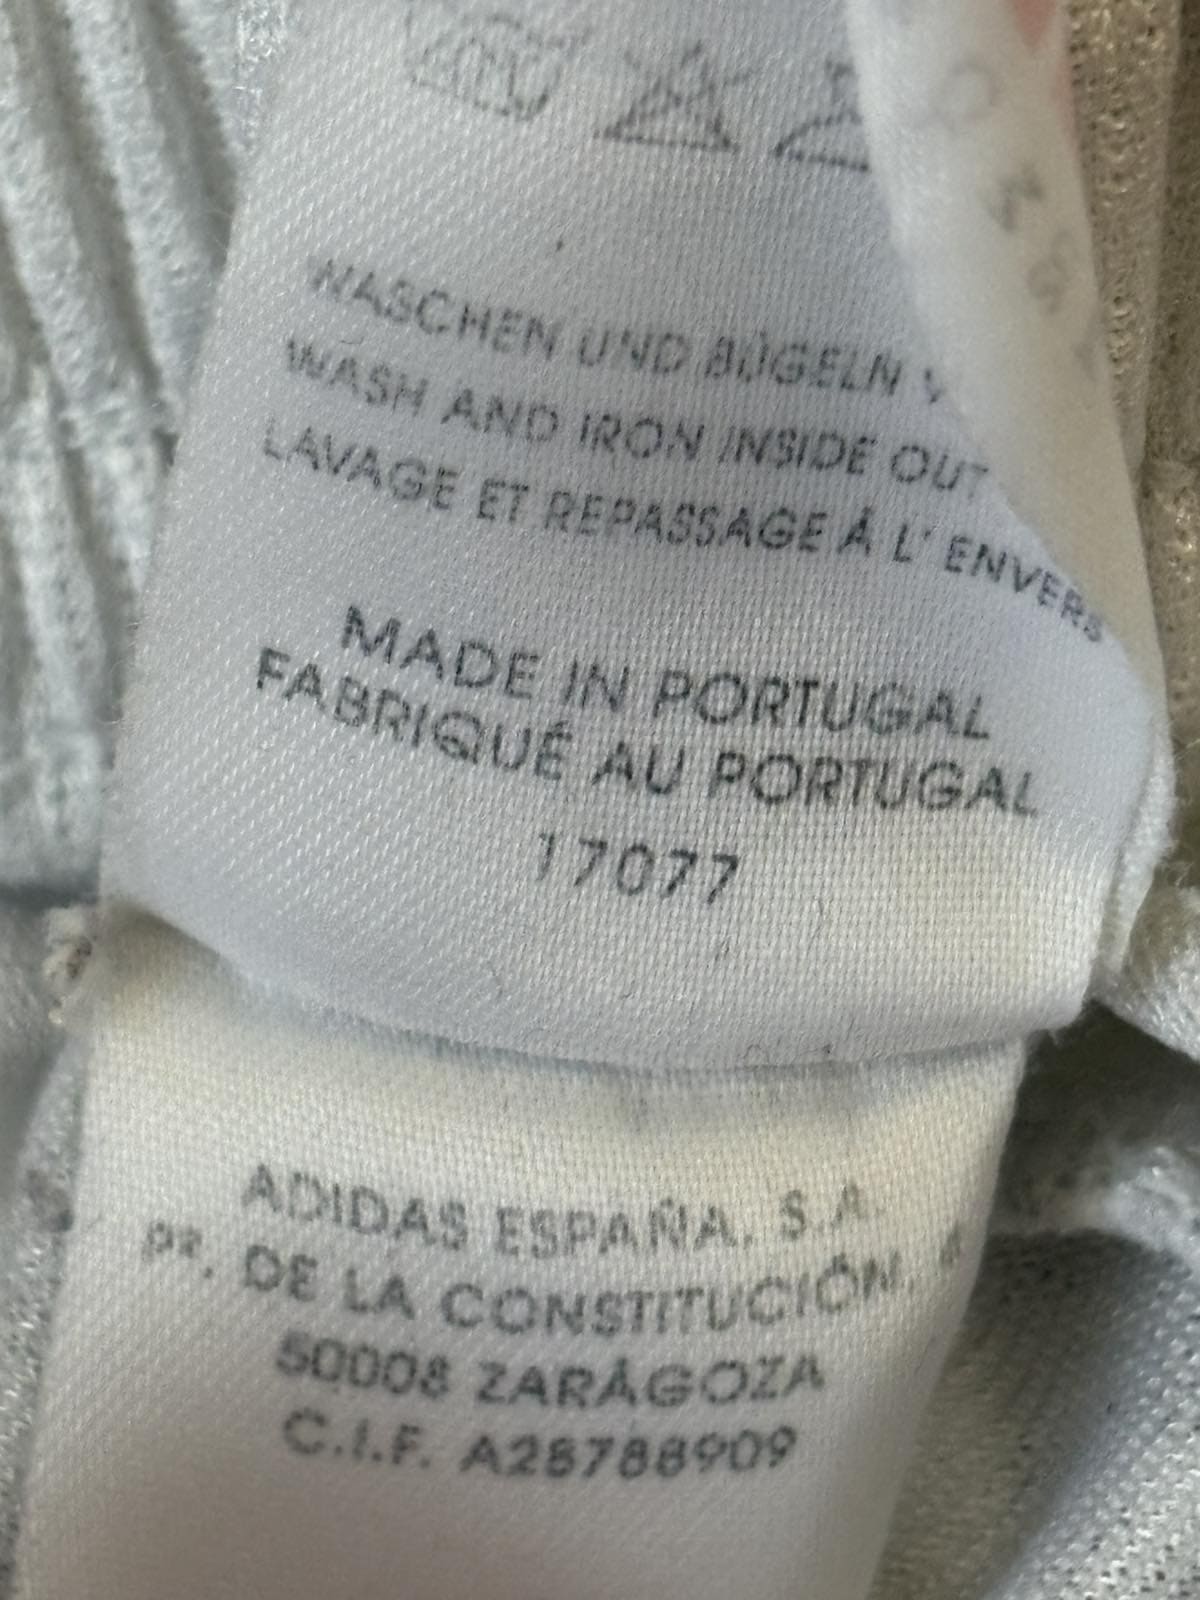 WASCHEN UND BÜGELN
WASH AND IRON INSIDE OUT
LAVAGE ET REPASSAGE À L' ENVERS
MADE IN PORTUGAL
FABRIQUÉ AU PORTUGAL
17077
ADIDAS ESPAÑA, S.A.
Pº. DE LA CONSTITUCIÓN,
50008 ZARAGOZA
C.I.F. A28788909